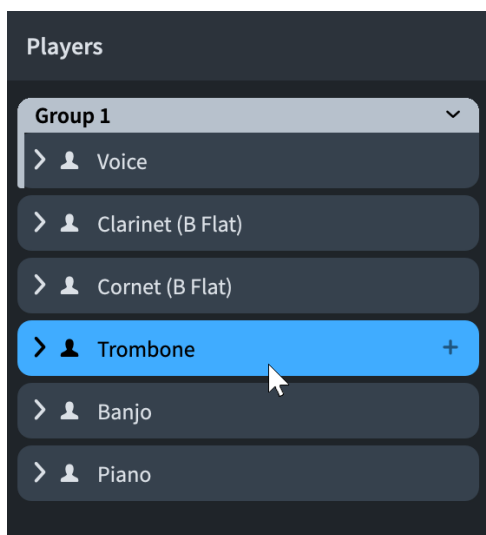 Players
Group 1
Voice
Clarinet (B Flat)
Cornet (B Flat)
Trombone
Banjo
Piano